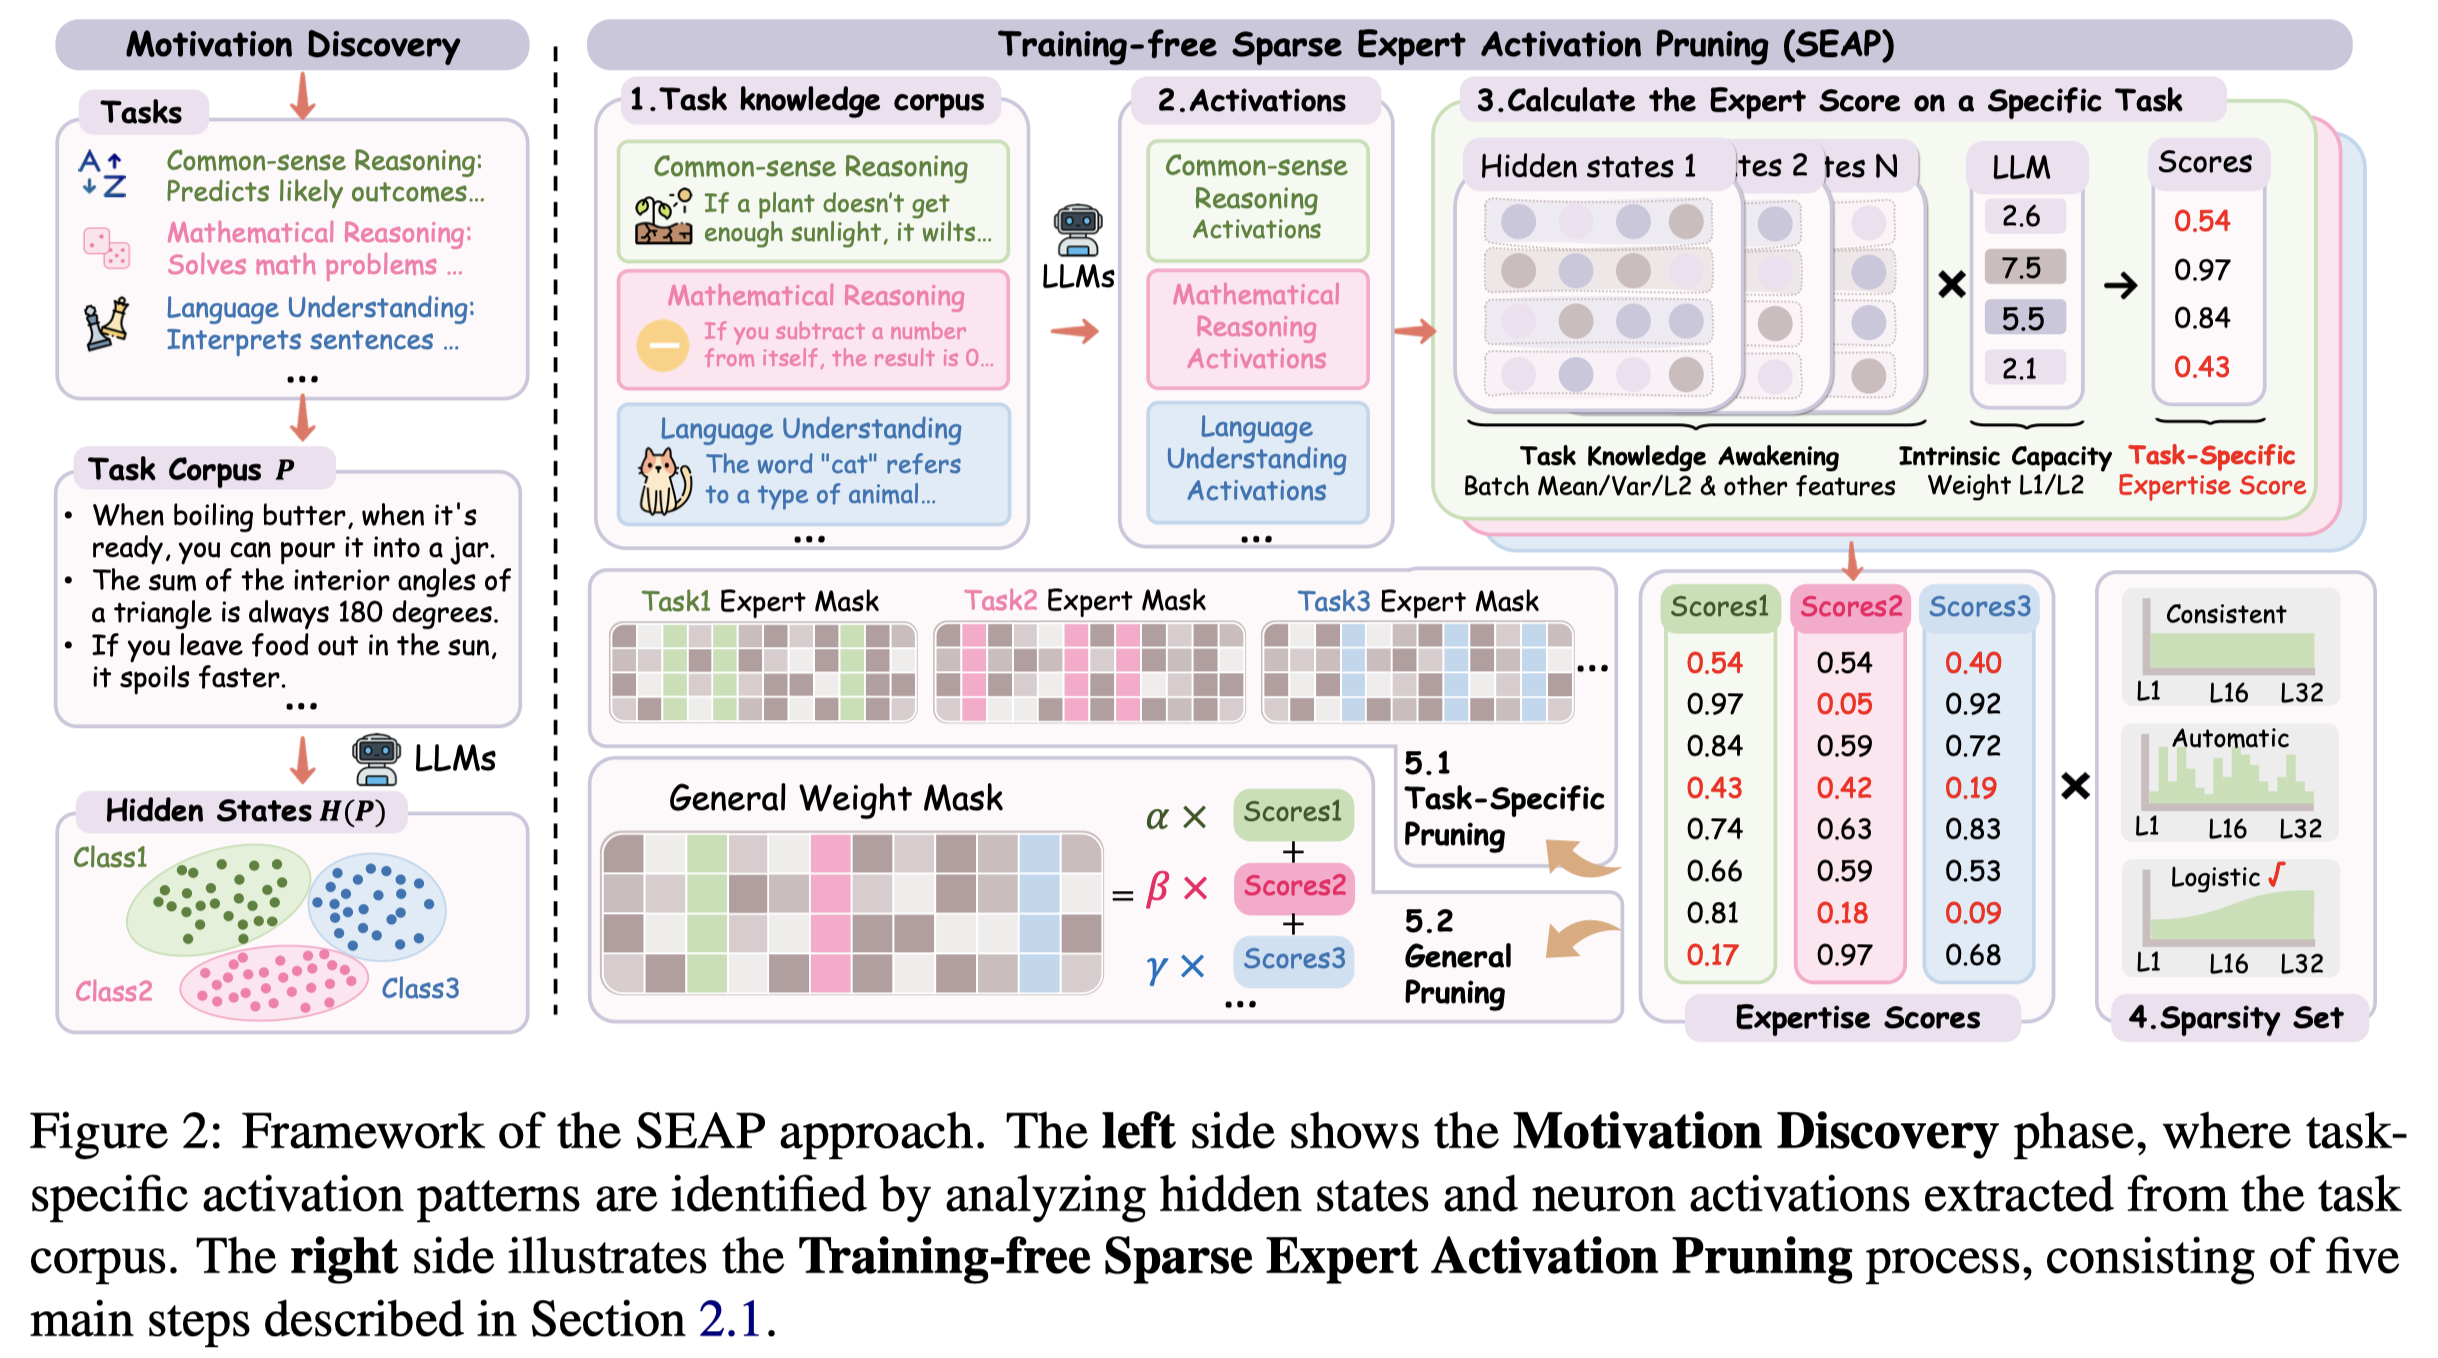 Motivation Discovery
Tasks
A
Z
Common-sense Reasoning:
Predicts likely outcomes...
Mathematical Reasoning:
Solves math problems ...
Language Understanding:
Interprets sentences ...
...
Task Corpus P
• When boiling butter, when it's
ready, you can pour it into a jar.
• The sum of the interior angles of
a triangle is always 180 degrees.
• If you leave food out in the sun,
it spoils faster.
...
LLMs
Hidden States H(P)
Class1
Class2
Class3
Training-free Sparse Expert Activation Pruning (SEAP)
1.Task knowledge corpus
Common-sense Reasoning
If a plant doesn't get
enough sunlight, it wilts...
Mathematical Reasoning
If you subtract a number
from itself, the result is 0...
Language Understanding
The word "cat" refers
to a type of animal...
...
LLMs
2.Activations
Common-sense
Reasoning
Activations
Mathematical
Reasoning
Activations
Language
Understanding
Activations
...
3.Calculate the Expert Score on a Specific Task
Hidden states 1
tes 2
tes N
×
LLM
2.6
7.5
5.5
2.1
→
Scores
0.54
0.97
0.84
0.43
Task Knowledge Awakening
Batch Mean/Var/L2 & other features
Intrinsic Capacity
Weight L1/L2
Task-Specific
Expertise Score
Task1 Expert Mask
Task2 Expert Mask
Task3 Expert Mask
...
5.1
Task-Specific
Pruning
General Weight Mask
=
α × Scores1
+
β × Scores2
+
γ × Scores3
...
5.2
General
Pruning
Scores1 Scores2 Scores3
0.54 0.54 0.40
0.97 0.05 0.92
0.84 0.59 0.72
0.43 0.42 0.19
0.74 0.63 0.83
0.66 0.59 0.53
0.81 0.18 0.09
0.17 0.97 0.68
Expertise Scores
×
Consistent
L1 L16 L32
Automatic
L1 L16 L32
Logistic √
L1 L16 L32
4.Sparsity Set
Figure 2: Framework of the SEAP approach. The left side shows the Motivation Discovery phase, where task-
specific activation patterns are identified by analyzing hidden states and neuron activations extracted from the task
corpus. The right side illustrates the Training-free Sparse Expert Activation Pruning process, consisting of five
main steps described in Section 2.1.